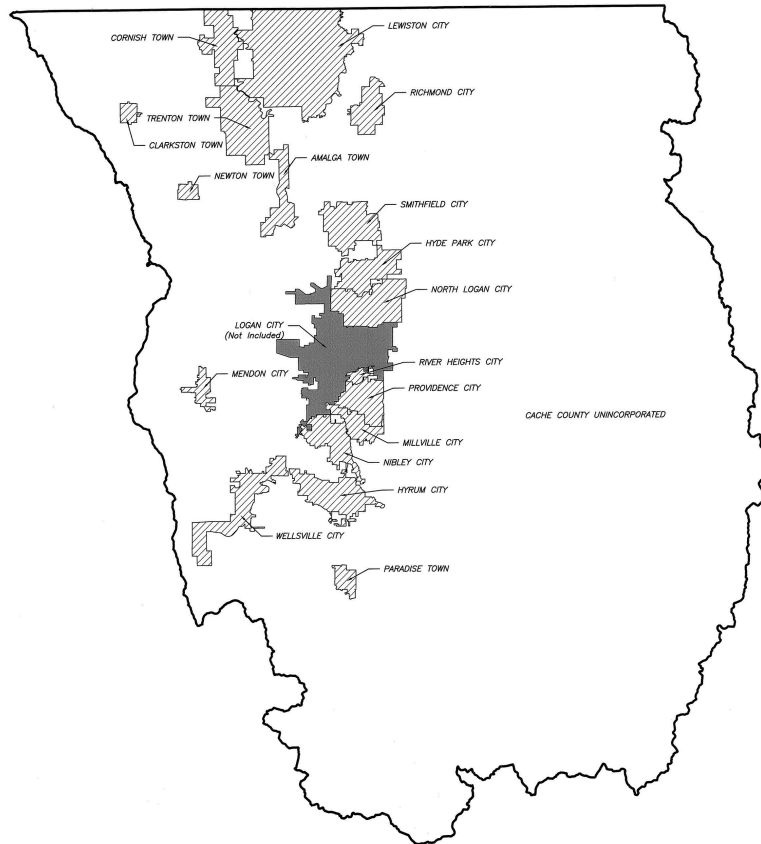 LEWISTON CITY
CORNISH TOWN
RICHMOND CITY
TRENTON TOWN
CLARKSTON TOWN
AMALGA TOWN
NEWTON TOWN
SMITHFIELD CITY
HYDE PARK CITY
NORTH LOGAN CITY
LOGAN CITY
(Not Included)
RIVER HEIGHTS CITY
MENDON CITY
PROVIDENCE CITY
CACHE COUNTY UNINCORPORATED
MILLVILLE CITY
NIBLEY CITY
HYRUM CITY
WELLSVILLE CITY
PARADISE TOWN